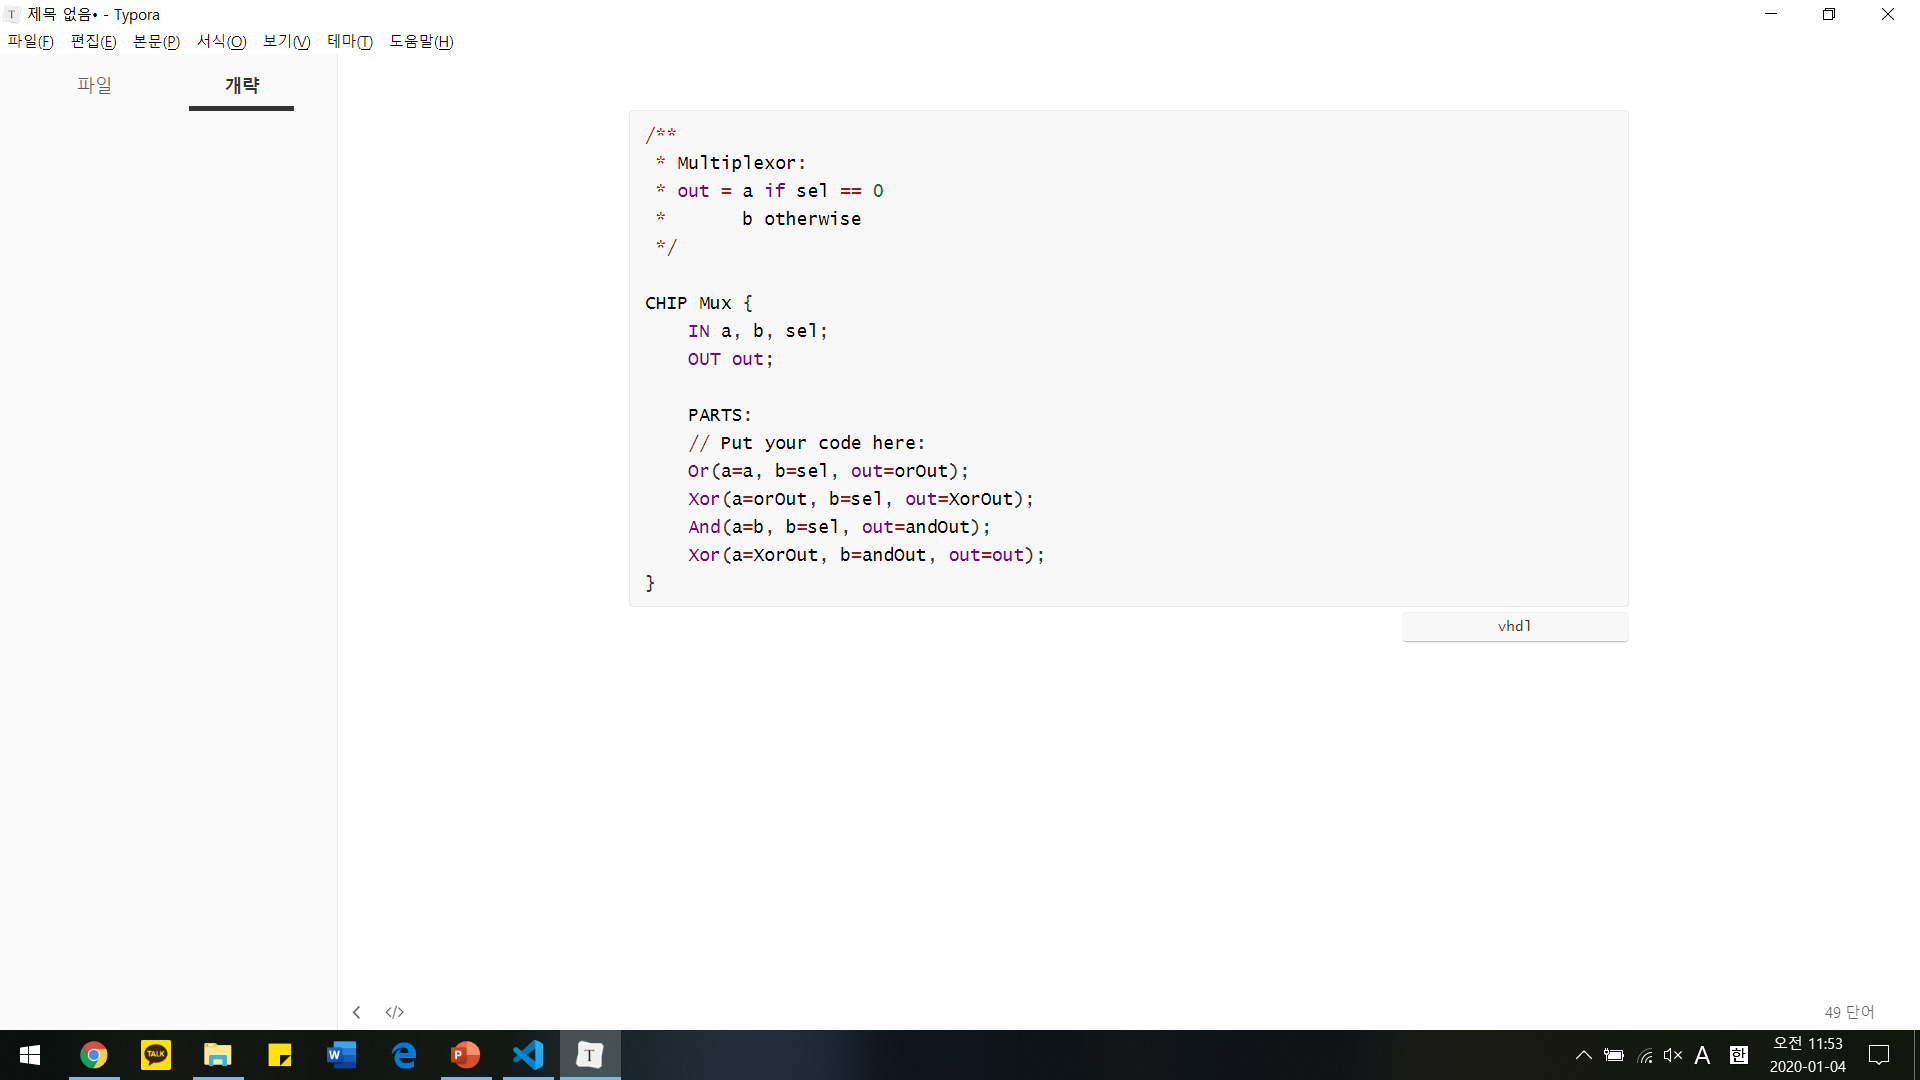 T 제목 없음• - Typora
파일(F) 편집(E) 본문(P) 서식(O) 보기(V) 테마(T) 도움말(H)
파일 개략
/**
 * Multiplexor:
 * out = a if sel == 0
 *       b otherwise
 */
CHIP Mux {
    IN a, b, sel;
    OUT out;
    PARTS:
    // Put your code here:
    Or(a=a, b=sel, out=orOut);
    Xor(a=orOut, b=sel, out=XorOut);
    And(a=b, b=sel, out=andOut);
    Xor(a=XorOut, b=andOut, out=out);
}
vhdl
</> 49 단어
TALK W P T A 한 오전 11:53
2020-01-04